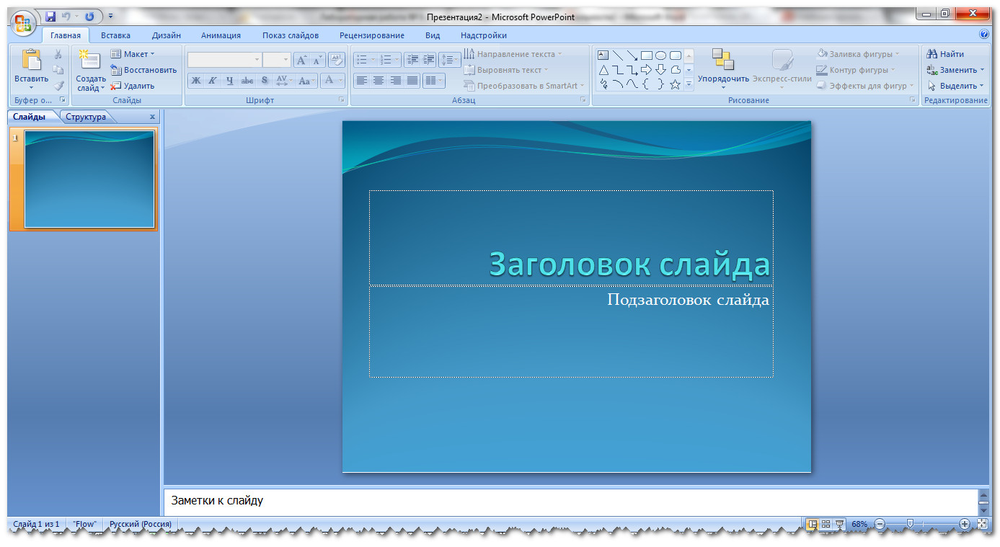 Презентация2 - Microsoft PowerPoint
Главная Вставка Дизайн Анимация Показ слайдов Рецензирование Вид Надстройки
Вставить
Создать слайд
Макет
Восстановить
Удалить
Ж К Ч abc S AV Aa A
Направление текста
Выровнять текст
Преобразовать в SmartArt
Упорядочить
Экспресс-стили
Заливка фигуры
Контур фигуры
Эффекты для фигур
Найти
Заменить
Выделить
Буфер о... Слайды Шрифт Абзац Рисование Редактирование
Слайды Структура x
1
Заголовок слайда
Подзаголовок слайда
Заметки к слайду
Слайд 1 из 1 "Flow" Русский (Россия) 68%